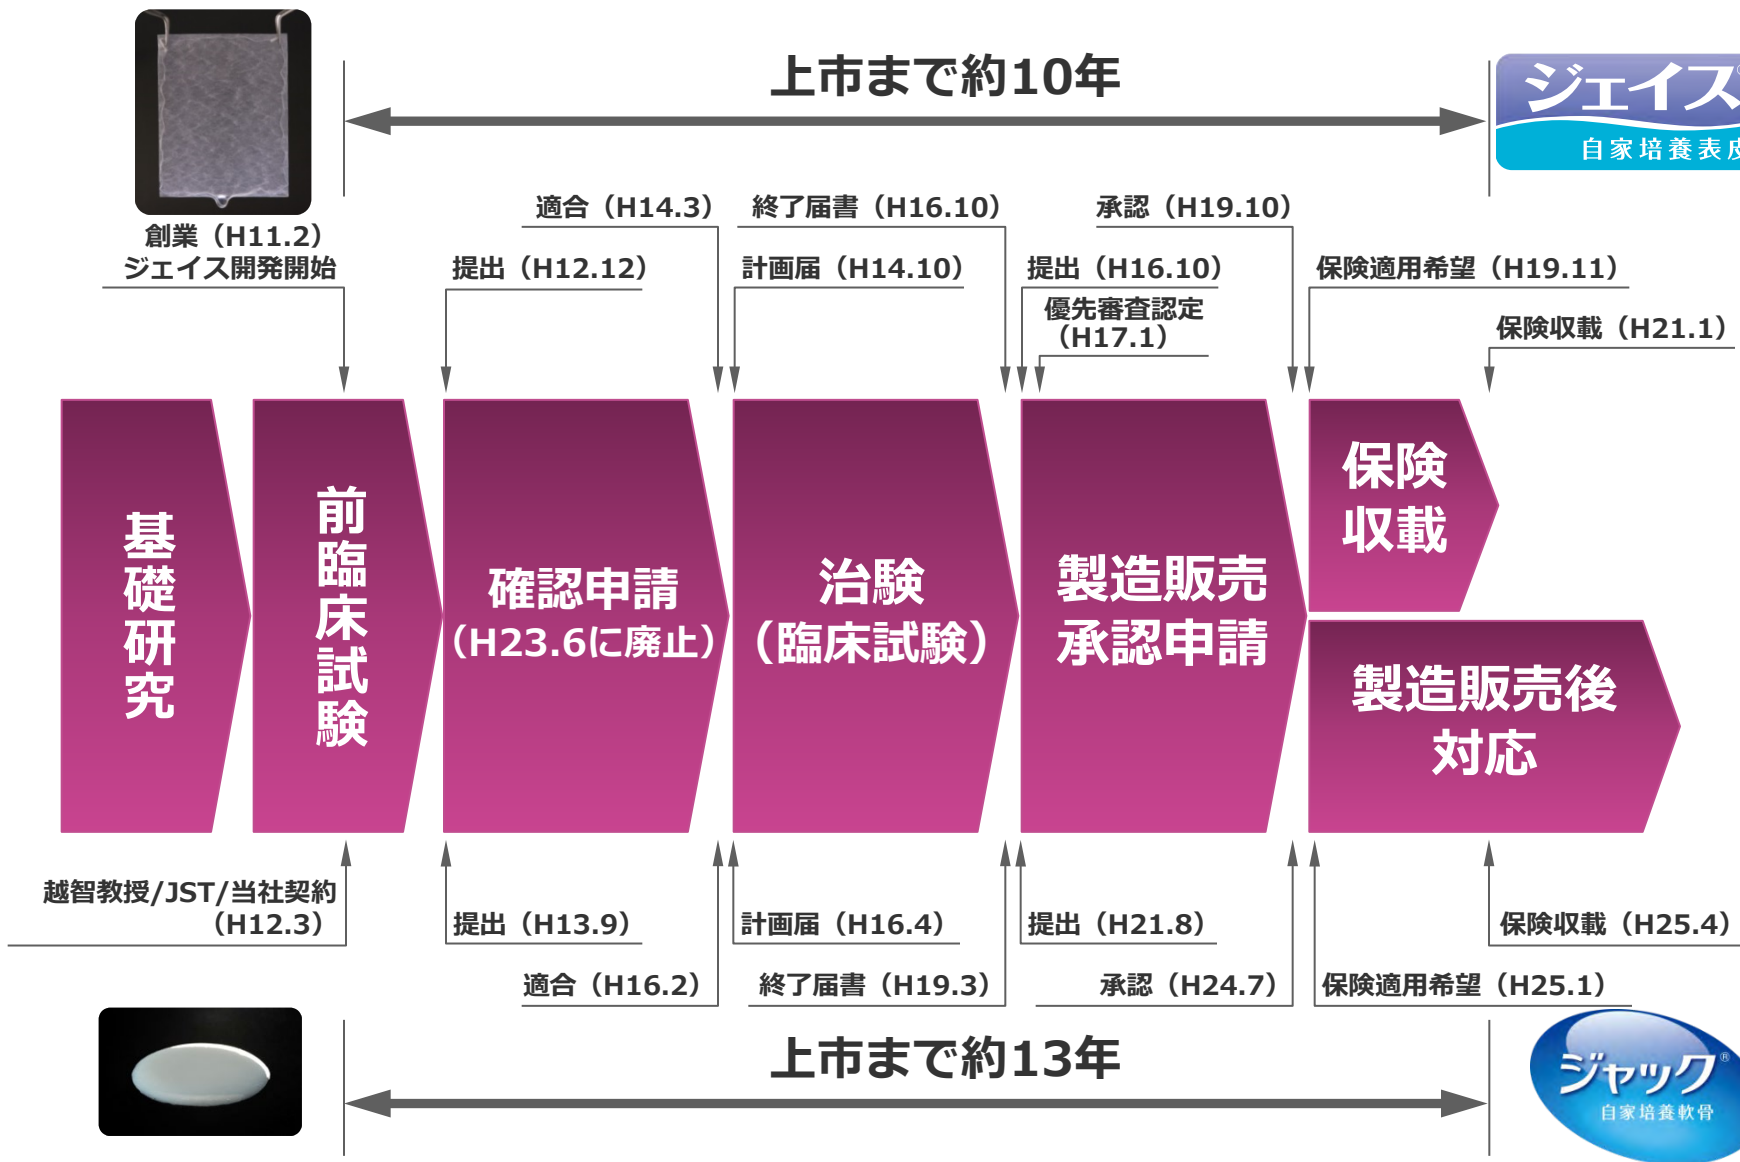 上市まで約10年
ジェイス®
自家培養表皮
創業（H11.2）
ジェイス開発開始
提出（H12.12）
適合（H14.3）
計画届（H14.10）
終了届書（H16.10）
提出（H16.10）
優先審査認定
（H17.1）
承認（H19.10）
保険適用希望（H19.11）
保険収載（H21.1）
基礎研究
前臨床試験
確認申請
（H23.6に廃止）
治験
（臨床試験）
製造販売
承認申請
保険
収載
製造販売後
対応
越智教授/JST/当社契約
（H12.3）
提出（H13.9）
適合（H16.2）
計画届（H16.4）
終了届書（H19.3）
提出（H21.8）
承認（H24.7）
保険適用希望（H25.1）
保険収載（H25.4）
上市まで約13年
ジャック®
自家培養軟骨